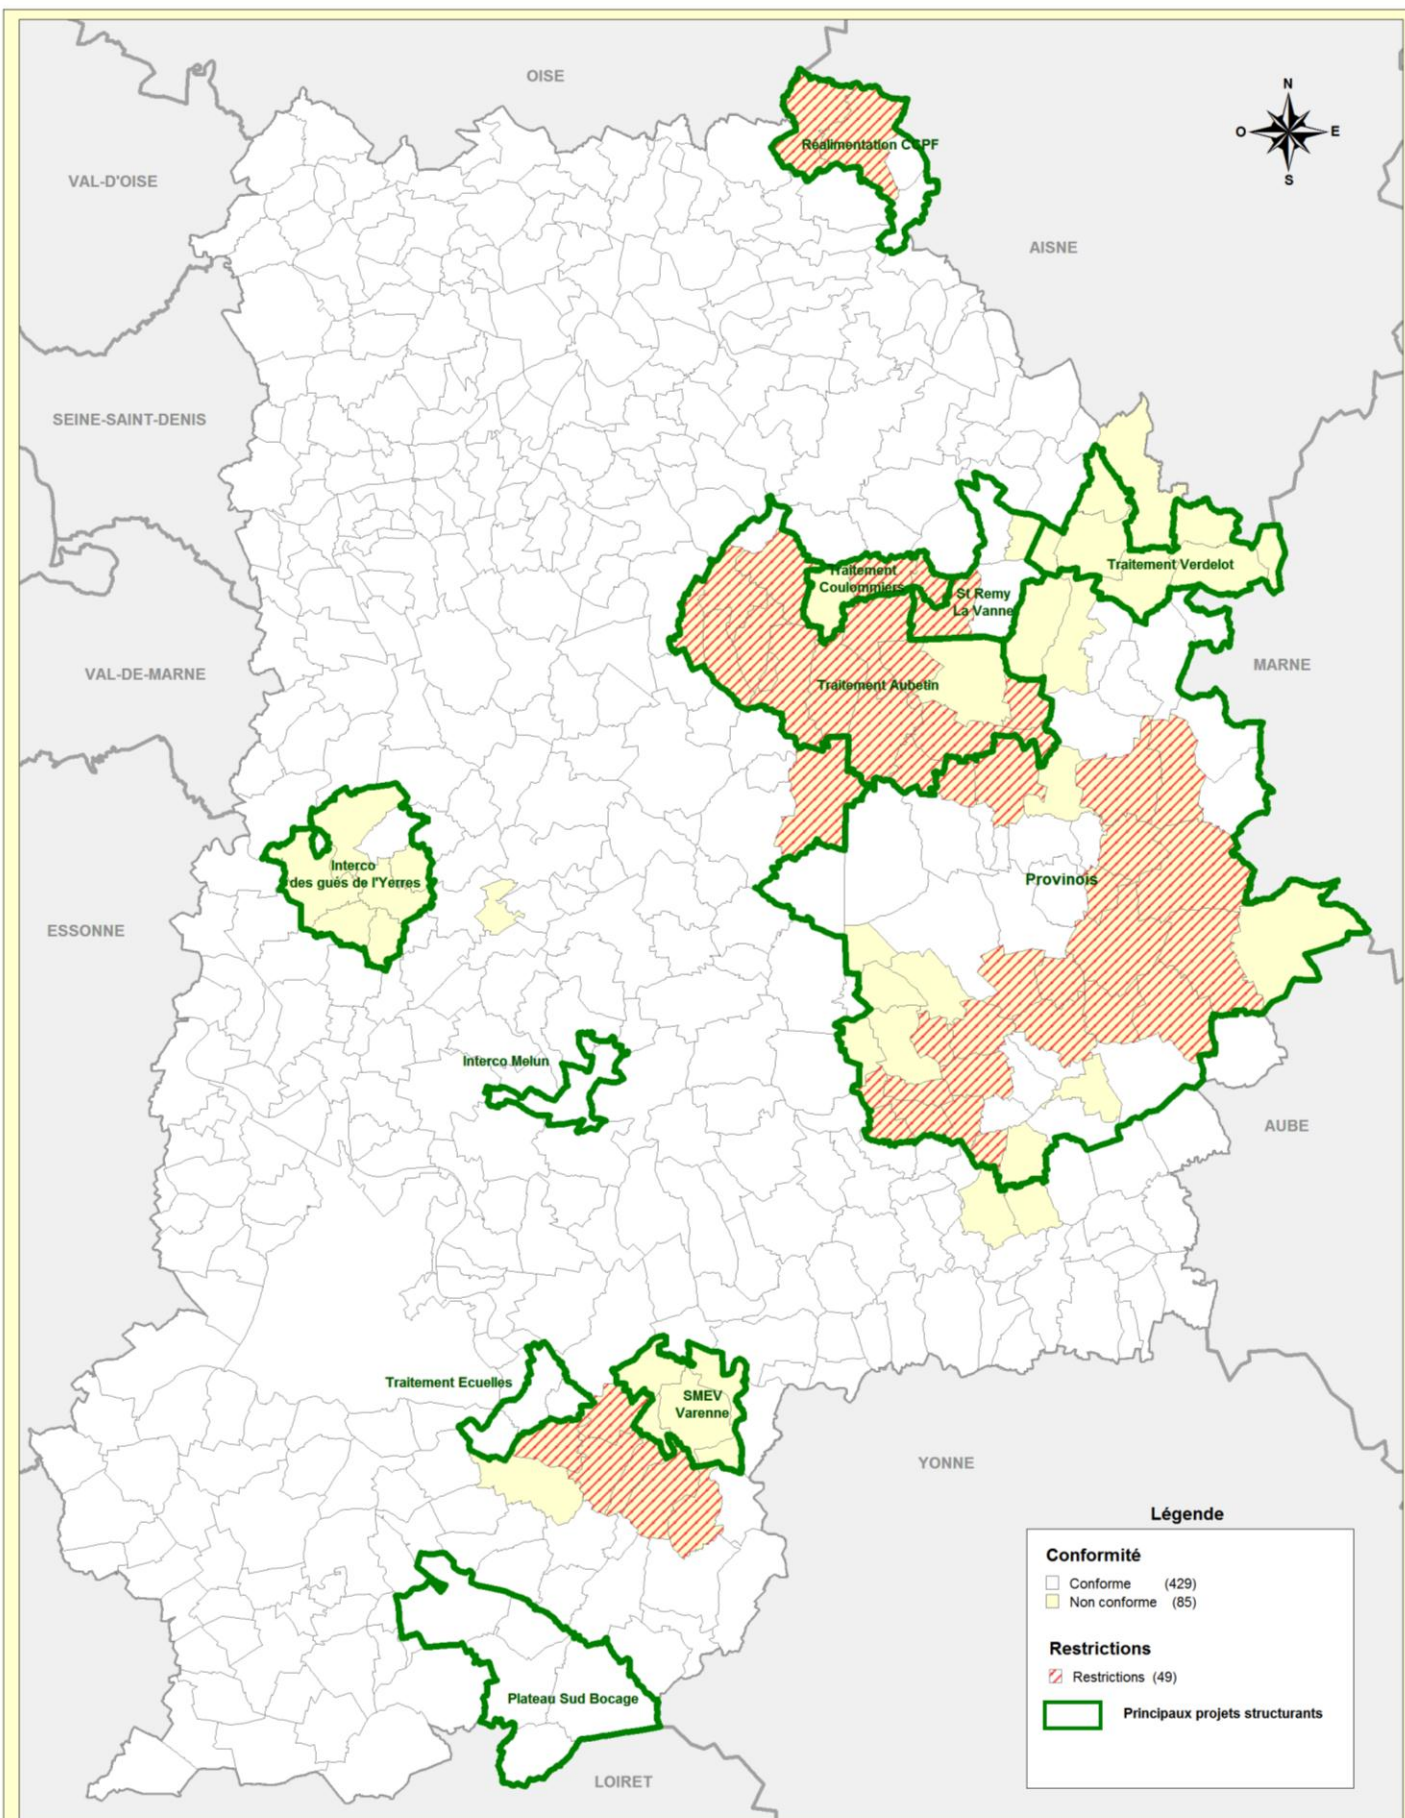 OISE
N
O
E
S
VAL-D'OISE
Réalimentation CCPF
AISNE
SEINE-SAINT-DENIS
Traitement
Coulommiers
Traitement Verdelot
St Remy
La Vanne
VAL-DE-MARNE
MARNE
Traitement Aubetin
Interco
des gués de l'Yerres
Provinois
ESSONNE
Interco Melun
AUBE
Traitement Ecuelles
SMEV
Varenne
YONNE
Plateau Sud Bocage
LOIRET
Légende
Conformité
Conforme (429)
Non conforme (85)
Restrictions
Restrictions (49)
Principaux projets structurants